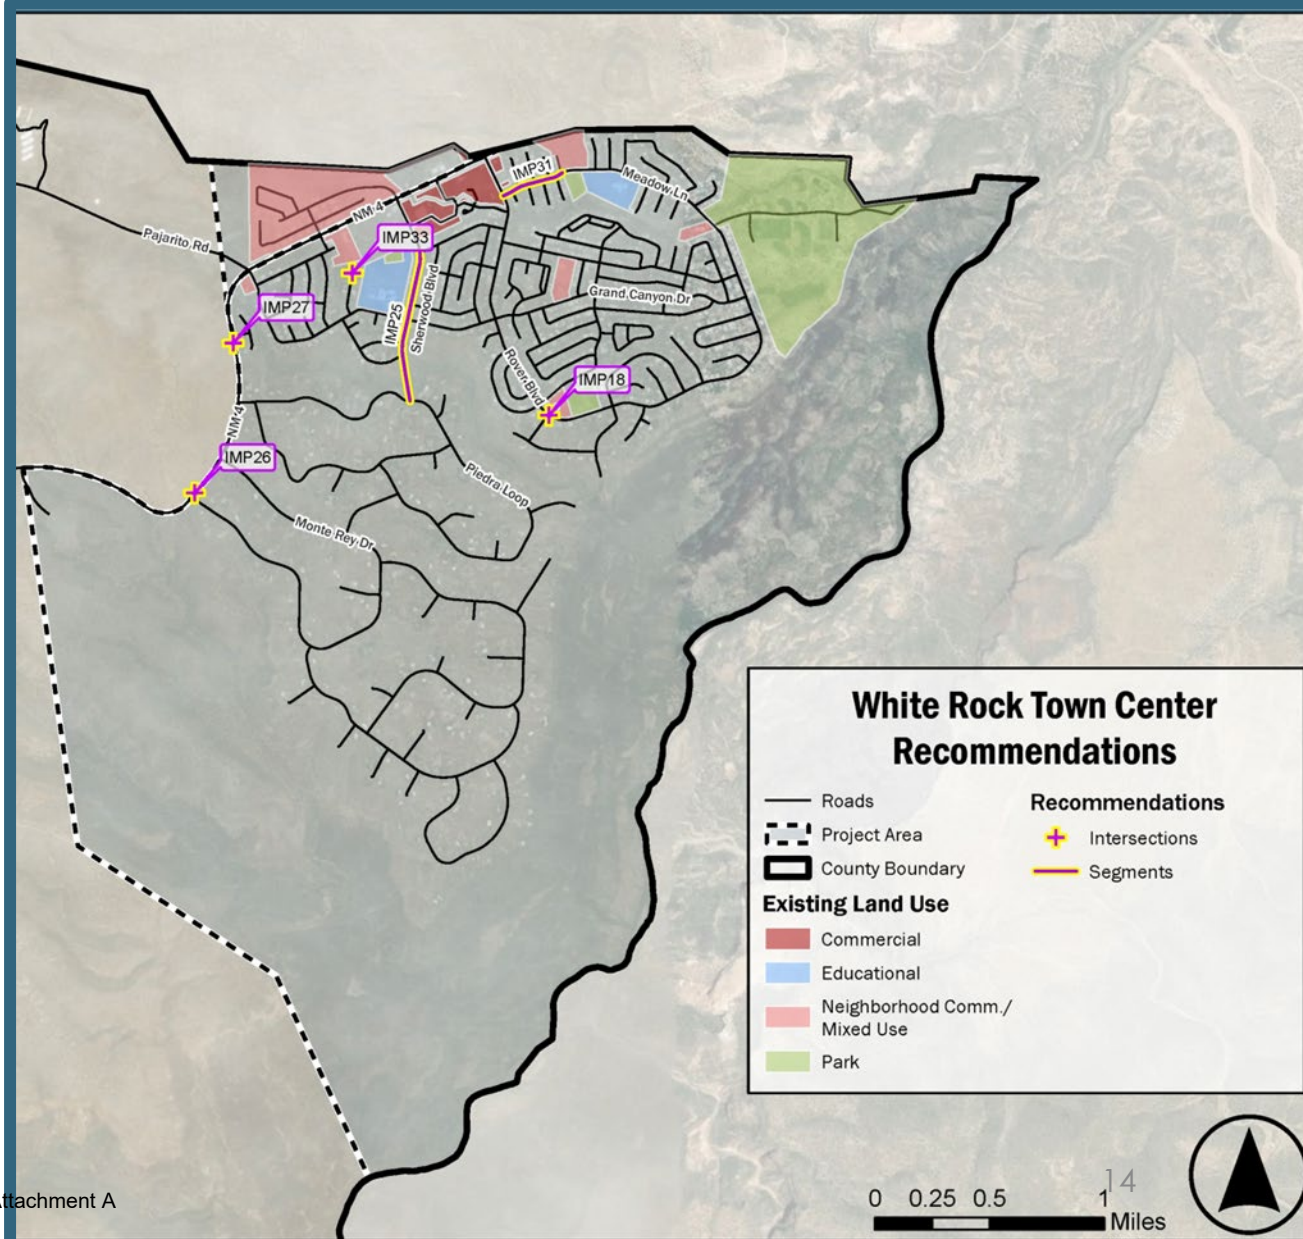 IMP31
Meadow Ln
NM 4
IMP33
Pajarito Rd
IMP27
IMP25
Sherwood Blvd
Grand Canyon Dr
Rover Blvd
IMP18
NM 4
IMP26
Piedra Loop
Monte Rey Dr
White Rock Town Center
Recommendations
Roads
Project Area
County Boundary
Existing Land Use
Commercial
Educational
Neighborhood Comm./
Mixed Use
Park
Recommendations
Intersections
Segments
14
ttachment A
0 0.25 0.5 1
Miles